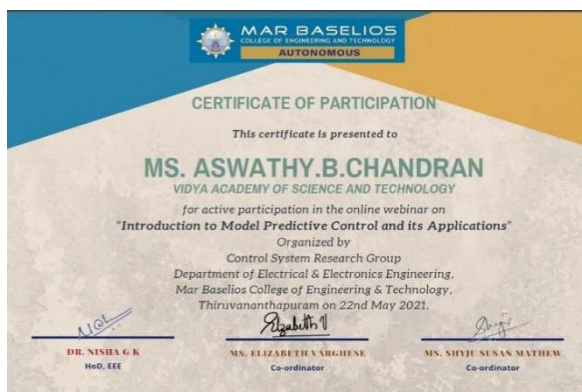 MAR BASELIOS
COLLEGE OF ENGINEERING AND TECHNOLOGY
AUTONOMOUS
CERTIFICATE OF PARTICIPATION
This certificate is presented to
MS. ASWATHY.B.CHANDRAN
VIDYA ACADEMY OF SCIENCE AND TECHNOLOGY
for active participation in the online webinar on
"Introduction to Model Predictive Control and its Applications"
Organized by
Control System Research Group
Department of Electrical & Electronics Engineering,
Mar Baselios College of Engineering & Technology,
Thiruvananthapuram on 22nd May 2021.
Elizabeth V
DR. NISHA G K
HoD, EEE
MS. ELIZABETH VARGHESE
Co-ordinator
MS. SHYJU SUSAN MATHEW
Co-ordinator